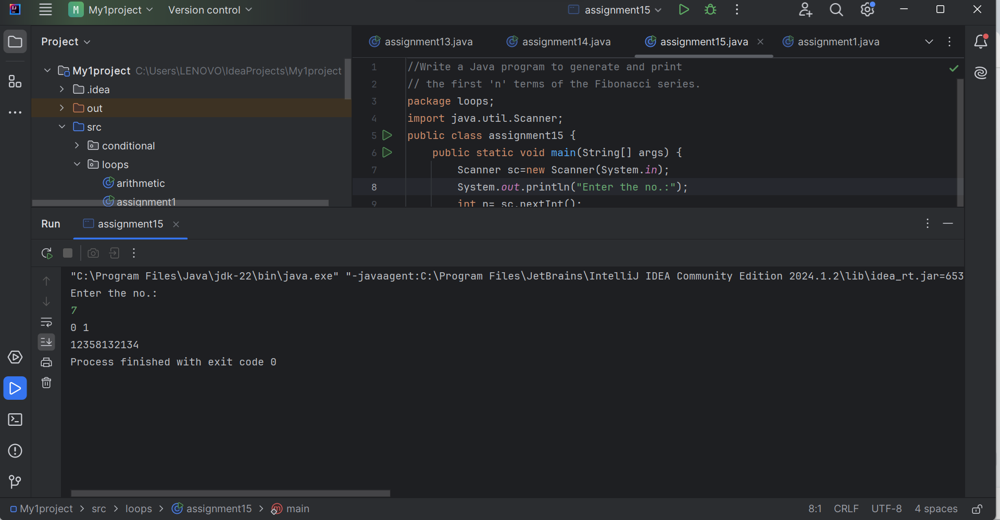 M My1project Version control assignment15
Project
assignment13.java assignment14.java assignment15.java assignment1.java
My1project C:\Users\LENOVO\IdeaProjects\My1project
.idea
out
src
conditional
loops
arithmetic
assignment1
1 //Write a Java program to generate and print
2 // the first 'n' terms of the Fibonacci series.
3 package loops;
4 import java.util.Scanner;
5 public class assignment15 {
6 public static void main(String[] args) {
7 Scanner sc=new Scanner(System.in);
8 System.out.println("Enter the no.:");
9 int n= sc.nextInt();
Run assignment15
"C:\Program Files\Java\jdk-22\bin\java.exe" "-javaagent:C:\Program Files\JetBrains\IntelliJ IDEA Community Edition 2024.1.2\lib\idea_rt.jar=653
Enter the no.:
7
0 1
12358132134
Process finished with exit code 0
My1project > src > loops > assignment15 > main 8:1 CRLF UTF-8 4 spaces